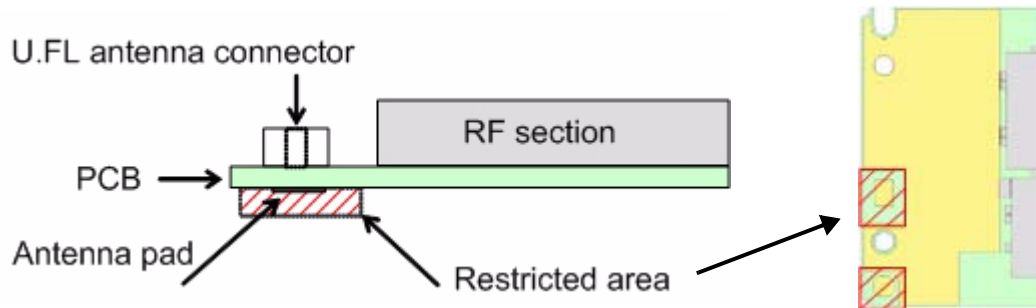 U.FL antenna connector
RF section
PCB
Antenna pad
Restricted area